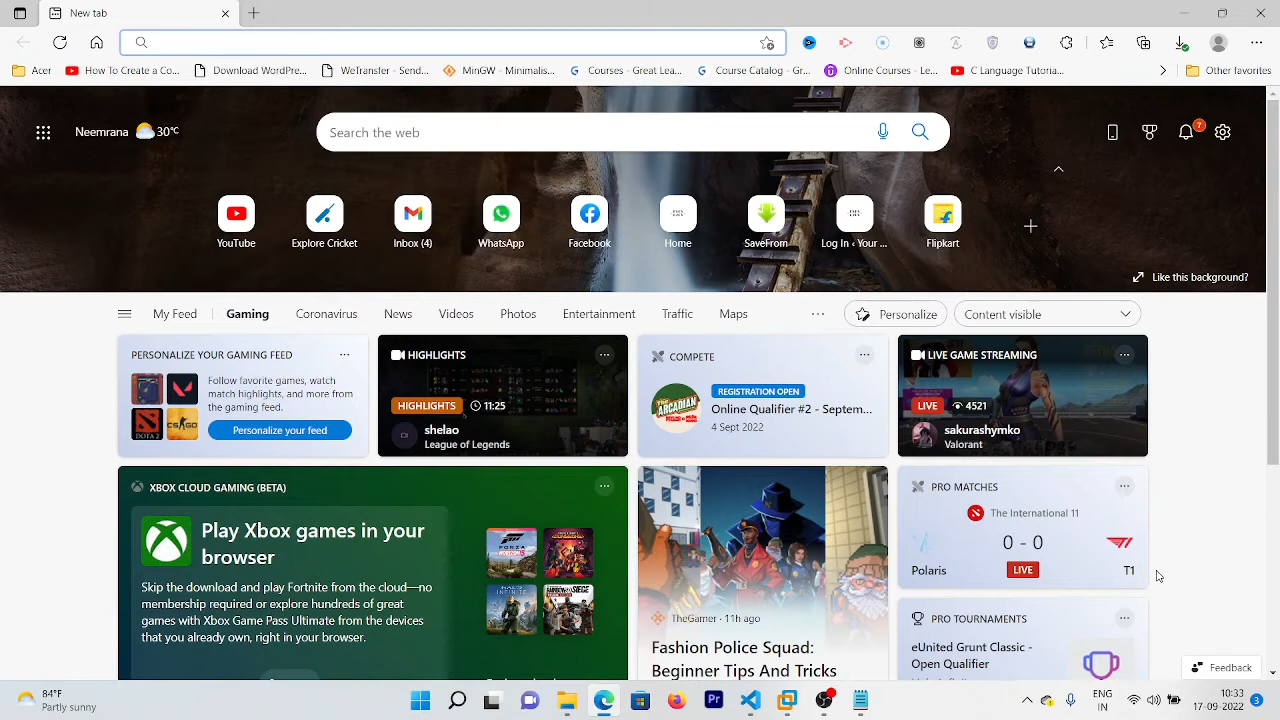 New tab
Acer
How To Create a Co...
Download WordPre...
WeTransfer - Send...
MinGW - Minimalis...
Courses - Great Lea...
Course Catalog - Gr...
Online Courses - Le...
C Language Tutoria...
Other favorites
Neemrana 30°C
Search the web
7
YouTube
Explore Cricket
Inbox (4)
WhatsApp
Facebook
Home
SaveFrom
Log In ‹ Your ...
Flipkart
Like this background?
My Feed
Gaming
Coronavirus
News
Videos
Photos
Entertainment
Traffic
Maps
Personalize
Content visible
PERSONALIZE YOUR GAMING FEED
Follow favorite games, watch
match highlights, and more from
the gaming feed.
Personalize your feed
DOTA 2
CS:GO
HIGHLIGHTS
HIGHLIGHTS 11:25
shelao
League of Legends
COMPETE
THE ARCADIAN
REGISTRATION OPEN
Online Qualifier #2 - Septem...
4 Sept 2022
LIVE GAME STREAMING
LIVE 4521
sakurashymko
Valorant
XBOX CLOUD GAMING (BETA)
Play Xbox games in your
browser
Skip the download and play Fortnite from the cloud—no
membership required or explore hundreds of great
games with Xbox Game Pass Ultimate from the devices
that you already own, right in your browser.
TheGamer · 11h ago
Fashion Police Squad:
Beginner Tips And Tricks
PRO MATCHES
The International 11
0 - 0
Polaris
LIVE
T1
PRO TOURNAMENTS
eUnited Grunt Classic -
Open Qualifier
Feedback
84°F
Partly sunny
Pr
ENG
IN
10:33
17-09-2022
3